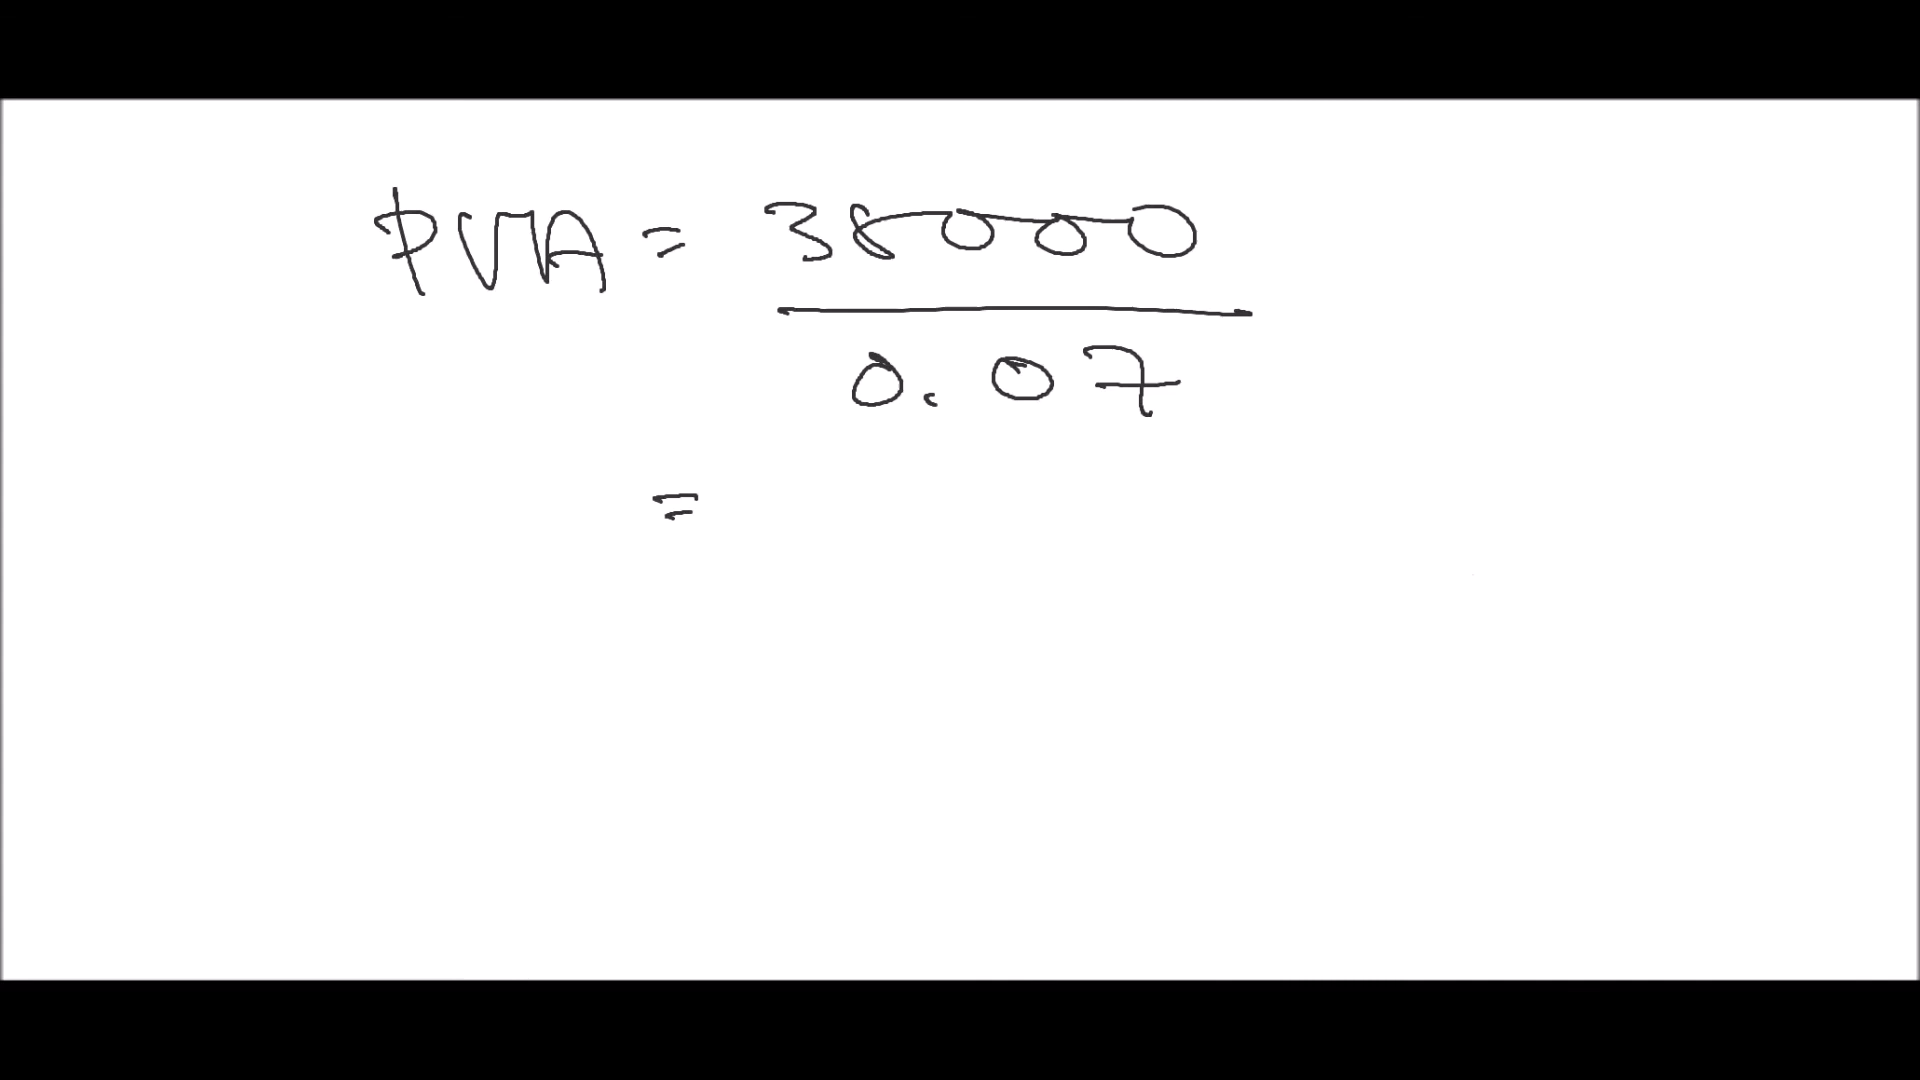 PVA = 38000
0.07
=